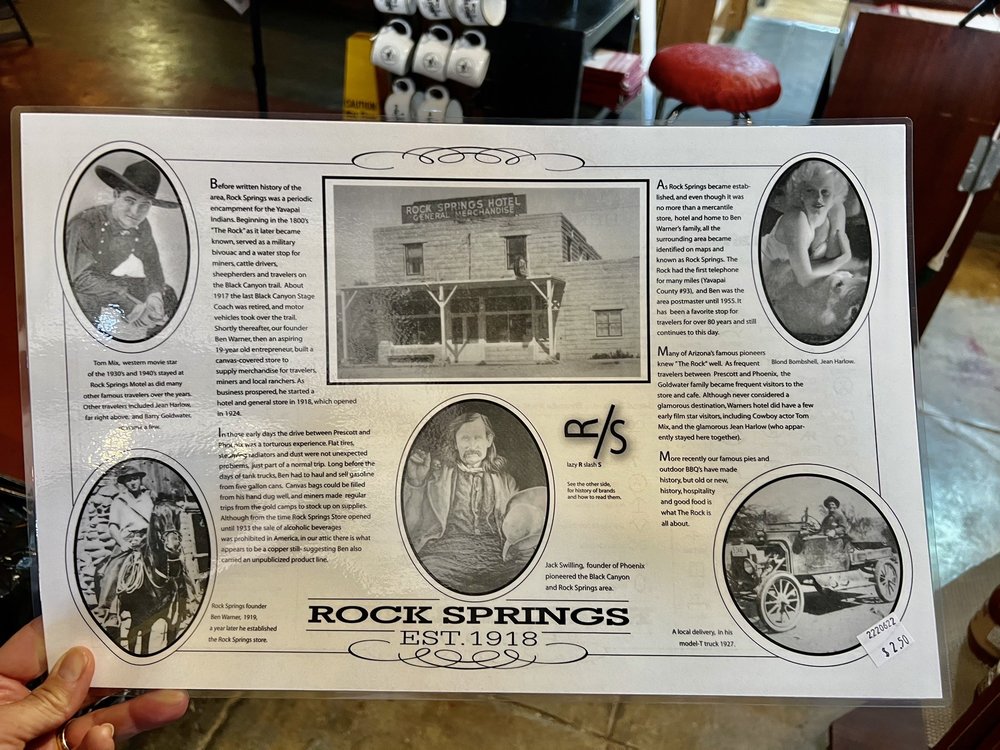 CAUTION
Before written history of the
area, Rock Springs was a periodic
encampment for the Yavapai
Indians. Beginning in the 1800's
"The Rock" as it later became
known, served as a military
bivouac and a water stop for
miners, cattle drivers,
sheepherders and travelers on
the Black Canyon trail. About
1917 the last Black Canyon Stage
Coach was retired, and motor
vehicles took over the trail.
Shortly thereafter, our founder
Ben Warner, then an aspiring
19-year old entrepreneur, built a
canvas-covered store to
supply merchandise for travelers,
miners and local ranchers. As
business prospered, he started a
hotel and general store in 1918, which opened
in 1924.
In those early days the drive between Prescott and
Phoenix was a torturous experience. Flat tires,
steaming radiators and dust were not unexpected
problems, just part of a normal trip. Long before the
days of tank trucks, Ben had to haul and sell gasoline
from five gallon cans. Canvas bags could be filled
from his hand dug well, and miners made regular
trips from the gold camps to stock up on supplies.
Although from the time Rock Springs Store opened
until 1933 the sale of alcoholic beverages
was prohibited in America, in our attic there is what
appears to be a copper still- suggesting Ben also
carried an unpublicized product line.
Tom Mix, western movie star
of the 1930's and 1940's stayed at
Rock Springs Motel as did many
other famous travelers over the years.
Other travelers included Jean Harlow,
far right above, and Barry Goldwater,
a few.
Rock Springs founder
Ben Warner, 1919,
a year later he established
the Rock Springs store.
ROCK SPRINGS HOTEL
GENERAL MERCHANDISE
R/S
lazy R slash S
See the other side,
for history of brands
and how to read them.
Jack Swilling, founder of Phoenix
pioneered the Black Canyon
and Rock Springs area.
ROCK SPRINGS
EST. 1918
As Rock Springs became estab-
lished, and even though it was
no more than a mercantile
store, hotel and home to Ben
Warner's family, all the
surrounding area became
identified on maps and
known as Rock Springs. The
Rock had the first telephone
for many miles (Yavapai
County #93), and Ben was the
area postmaster until 1955. It
has been a favorite stop for
travelers for over 80 years and still
continues to this day.
Many of Arizona's famous pioneers
knew "The Rock" well. As frequent
travelers between Prescott and Phoenix, the
Goldwater family became frequent visitors to the
store and cafe. Although never considered a
glamorous destination, Warners hotel did have a few
early film star visitors, including Cowboy actor Tom
Mix, and the glamorous Jean Harlow (who appar-
ently stayed here together).
More recently our famous pies and
outdoor BBQ's have made
history, but old or new,
history, hospitality
and good food is
what The Rock is
all about.
Blond Bombshell, Jean Harlow.
A local delivery, in his
model-T truck 1927.
2220622
$ 2.50